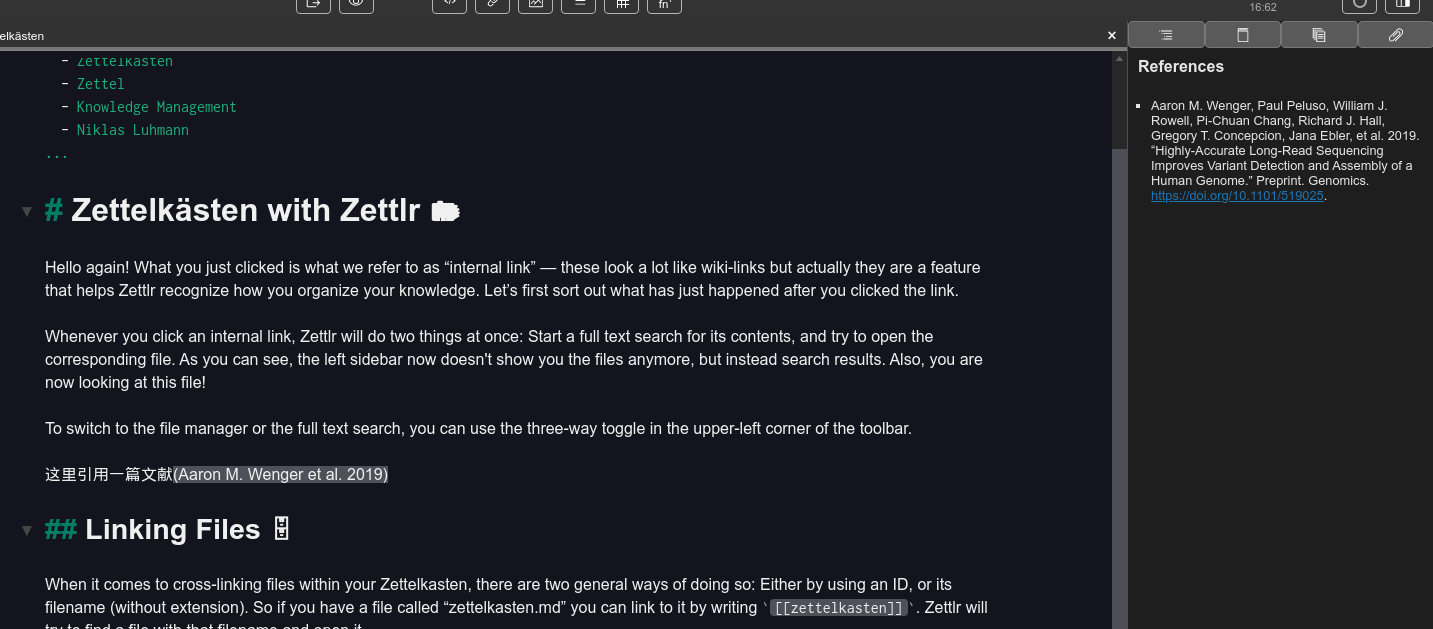 16:62
elkästen
×
- Zettelkasten
- Zettel
- Knowledge Management
- Niklas Luhmann
...
# Zettelkästen with Zettlr
Hello again! What you just clicked is what we refer to as “internal link” — these look a lot like wiki-links but actually they are a feature
that helps Zettlr recognize how you organize your knowledge. Let’s first sort out what has just happened after you clicked the link.
Whenever you click an internal link, Zettlr will do two things at once: Start a full text search for its contents, and try to open the
corresponding file. As you can see, the left sidebar now doesn't show you the files anymore, but instead search results. Also, you are
now looking at this file!
To switch to the file manager or the full text search, you can use the three-way toggle in the upper-left corner of the toolbar.
这里引用一篇文献(Aaron M. Wenger et al. 2019)
## Linking Files 🗄
When it comes to cross-linking files within your Zettelkasten, there are two general ways of doing so: Either by using an ID, or its
filename (without extension). So if you have a file called “zettelkasten.md” you can link to it by writing `[[zettelkasten]]`. Zettlr will
try to find a file with that filename and open it.
References
Aaron M. Wenger, Paul Peluso, William J.
Rowell, Pi-Chuan Chang, Richard J. Hall,
Gregory T. Concepcion, Jana Ebler, et al. 2019.
“Highly-Accurate Long-Read Sequencing
Improves Variant Detection and Assembly of a
Human Genome.” Preprint. Genomics.
https://doi.org/10.1101/519025.